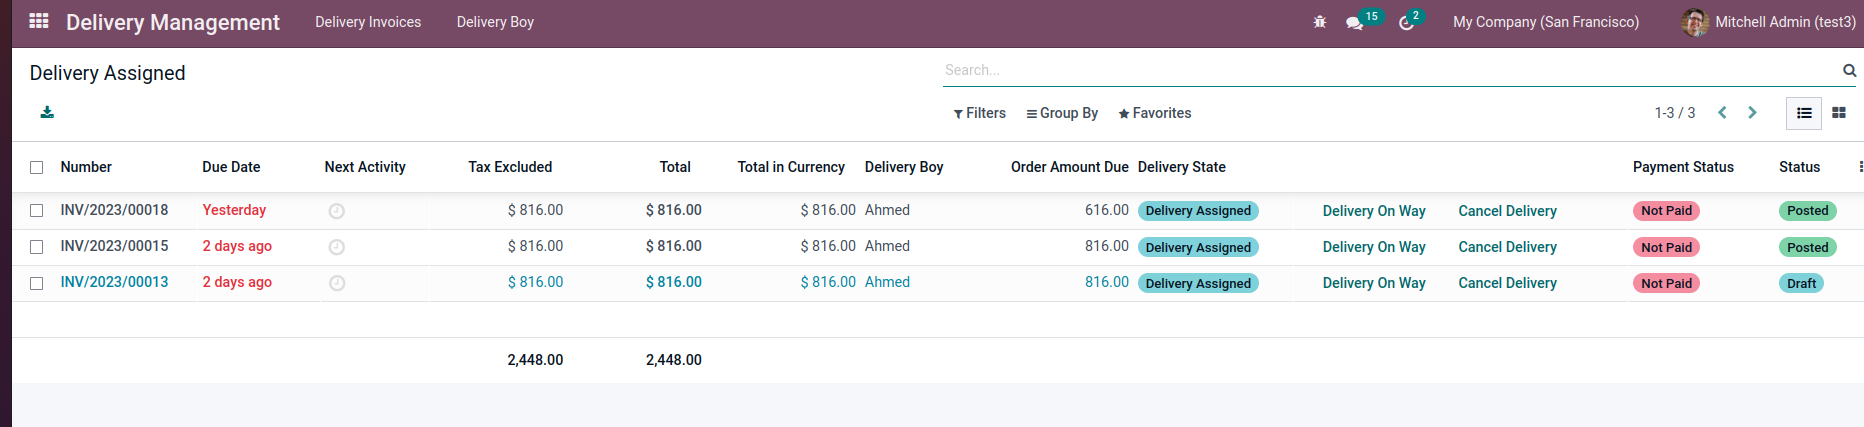 Delivery Management Delivery Invoices Delivery Boy 15 2 My Company (San Francisco) Mitchell Admin (test3)
Delivery Assigned Search...
Filters Group By Favorites 1-3 / 3
Number Due Date Next Activity Tax Excluded Total Total in Currency Delivery Boy Order Amount Due Delivery State Payment Status Status
INV/2023/00018 Yesterday $ 816.00 $ 816.00 $ 816.00 Ahmed 616.00 Delivery Assigned Delivery On Way Cancel Delivery Not Paid Posted
INV/2023/00015 2 days ago $ 816.00 $ 816.00 $ 816.00 Ahmed 816.00 Delivery Assigned Delivery On Way Cancel Delivery Not Paid Posted
INV/2023/00013 2 days ago $ 816.00 $ 816.00 $ 816.00 Ahmed 816.00 Delivery Assigned Delivery On Way Cancel Delivery Not Paid Draft
2,448.00 2,448.00